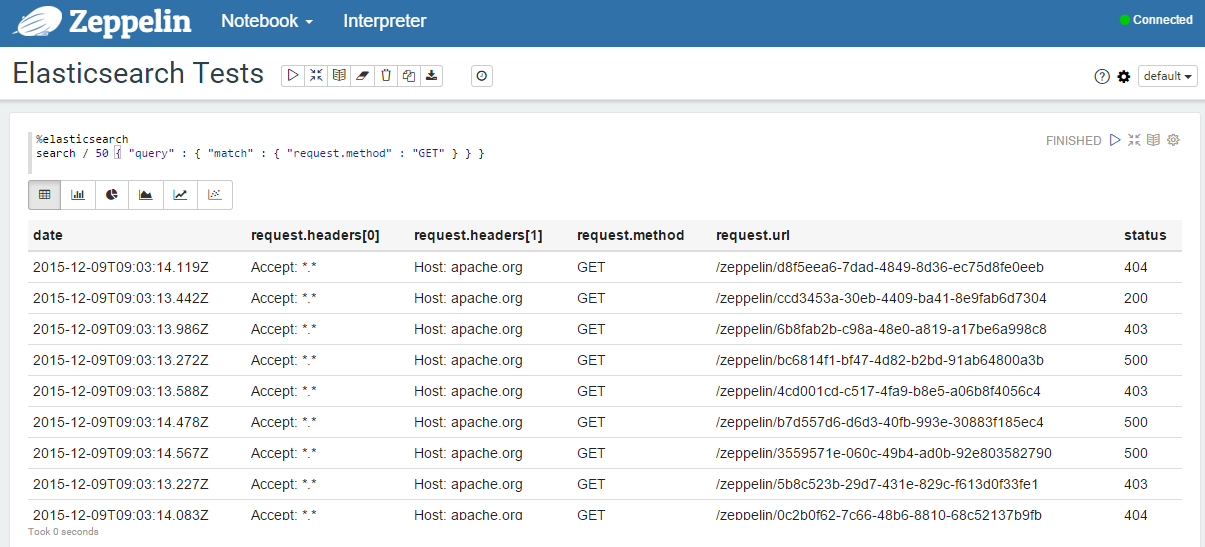 Zeppelin Notebook Interpreter Connected
Elasticsearch Tests default
%elasticsearch FINISHED
search / 50 { "query" : { "match" : { "request.method" : "GET" } } }
date request.headers[0] request.headers[1] request.method request.url status
2015-12-09T09:03:14.119Z Accept: *.* Host: apache.org GET /zeppelin/d8f5eea6-7dad-4849-8d36-ec75d8fe0eeb 404
2015-12-09T09:03:13.442Z Accept: *.* Host: apache.org GET /zeppelin/ccd3453a-30eb-4409-ba41-8e9fab6d7304 200
2015-12-09T09:03:13.986Z Accept: *.* Host: apache.org GET /zeppelin/6b8fab2b-c98a-48e0-a819-a17be6a998c8 403
2015-12-09T09:03:13.272Z Accept: *.* Host: apache.org GET /zeppelin/bc6814f1-bf47-4d82-b2bd-91ab64800a3b 500
2015-12-09T09:03:13.588Z Accept: *.* Host: apache.org GET /zeppelin/4cd001cd-c517-4fa9-b8e5-a06b8f4056c4 403
2015-12-09T09:03:14.478Z Accept: *.* Host: apache.org GET /zeppelin/b7d557d6-d6d3-40fb-993e-30883f185ec4 500
2015-12-09T09:03:14.567Z Accept: *.* Host: apache.org GET /zeppelin/3559571e-060c-49b4-ad0b-92e803582790 500
2015-12-09T09:03:13.227Z Accept: *.* Host: apache.org GET /zeppelin/5b8c523b-29d7-431e-829c-f613d0f33fe1 403
2015-12-09T09:03:14.083Z Accept: *.* Host: apache.org GET /zeppelin/0c2b0f62-7c66-48b6-8810-68c52137b9fb 404
Took 0 seconds